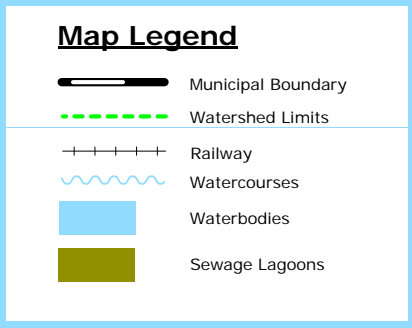 Map Legend
Municipal Boundary
Watershed Limits
Railway
Watercourses
Waterbodies
Sewage Lagoons